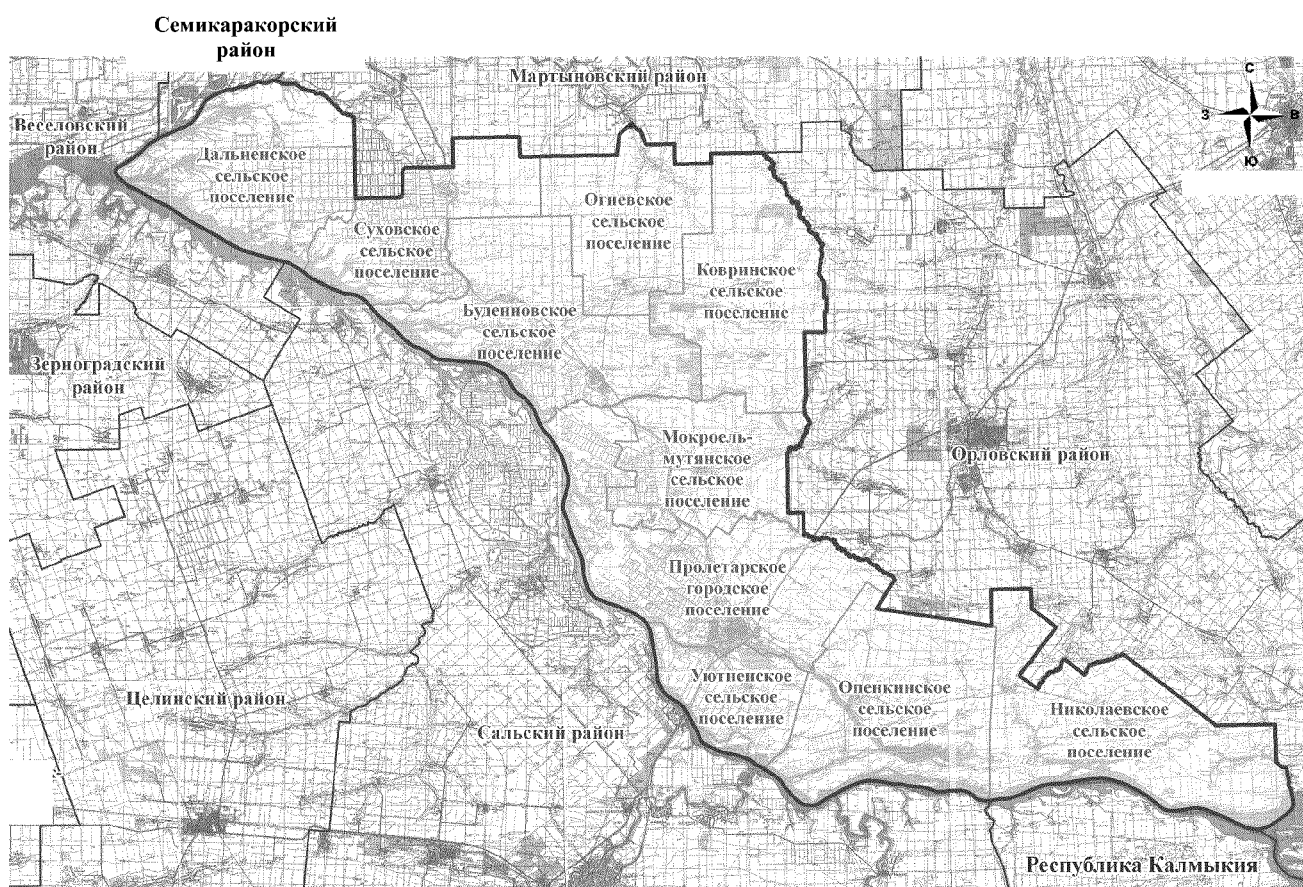 Семикаракорский
район
Мартыновский район
Веселовский
район
С
З
В
Ю
Дальненское
сельское
поселение
Огневское
сельское
поселение
Суховское
сельское
поселение
Ковринское
сельское
поселение
Буденновское
сельское
поселение
Зерноградский
район
Мокроель-
мутянское
сельское
поселение
Орловский район
Пролетарское
городское
поселение
Уютненское
сельское
поселение
Опенкинское
сельское
поселение
Николаевское
сельское
поселение
Целинский район
Сальский район
Республика Калмыкия